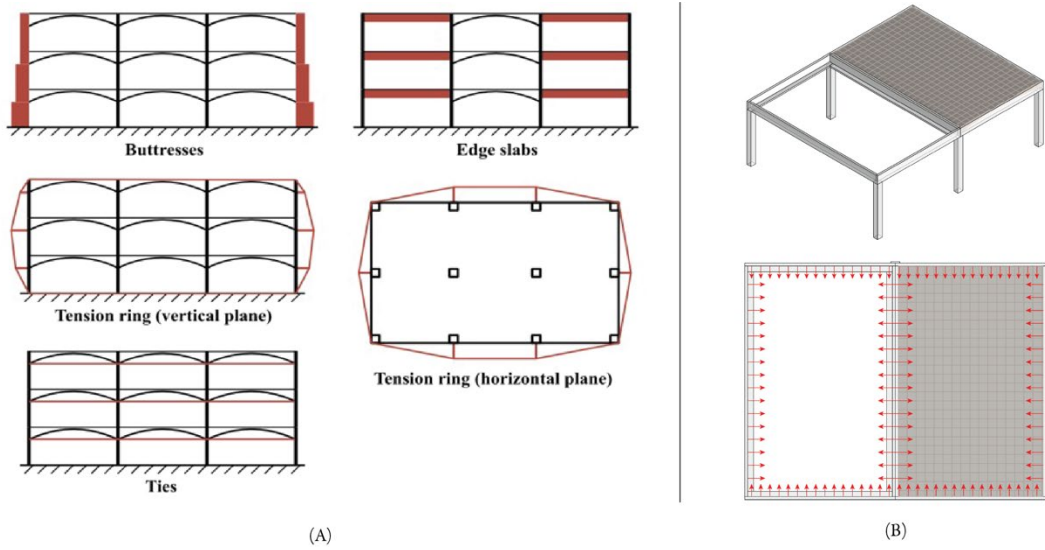 Buttresses
Edge slabs
Tension ring (vertical plane)
Tension ring (horizontal plane)
Ties
(A)
(B)